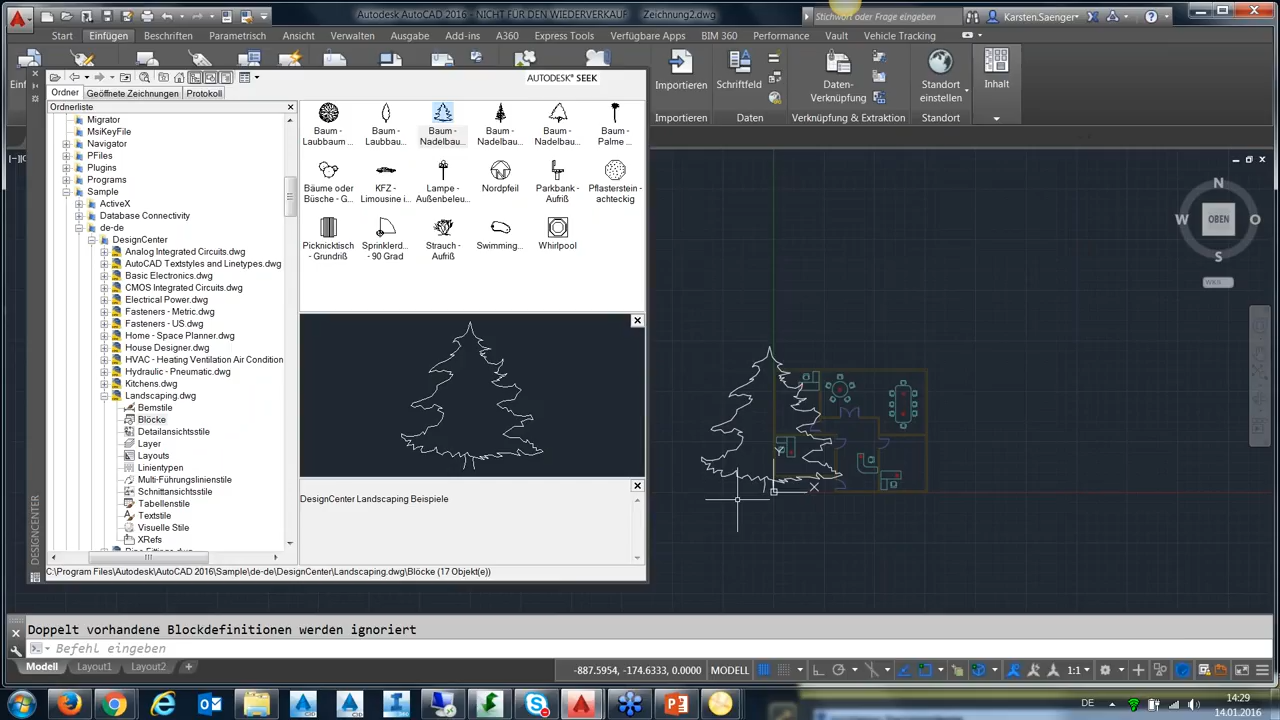 Autodesk AutoCAD 2016 - NICHT FÜR DEN WIEDERVERKAUF Zeichnung2.dwg
Stichwort oder Frage eingeben
Karsten.Saenger
Start Einfügen Beschriften Parametrisch Ansicht Verwalten Ausgabe Add-ins A360 Express Tools Verfügbare Apps BIM 360 Performance Vault Vehicle Tracking
Importieren
Schriftfeld
Daten-
Verknüpfung
Standort
einstellen
Inhalt
Importieren Daten Verknüpfung & Extraktion Standort
AUTODESK® SEEK
Ordner Geöffnete Zeichnungen Protokoll
Ordnerliste
Migrator
MsiKeyFile
Navigator
PFiles
Plugins
Programs
Sample
ActiveX
Database Connectivity
de-de
DesignCenter
Analog Integrated Circuits.dwg
AutoCAD Textstyles and Linetypes.dwg
Basic Electronics.dwg
CMOS Integrated Circuits.dwg
Electrical Power.dwg
Fasteners - Metric.dwg
Fasteners - US.dwg
Home - Space Planner.dwg
House Designer.dwg
HVAC - Heating Ventilation Air Condition
Hydraulic - Pneumatic.dwg
Kitchens.dwg
Landscaping.dwg
Bemstile
Blöcke
Detailansichtsstile
Layer
Layouts
Linientypen
Multi-Führungslinienstile
Schnittansichtsstile
Tabellenstile
Textstile
Visuelle Stile
XRefs
Baum -
Laubbaum ...
Baum -
Laubbau...
Baum -
Nadelbau...
Baum -
Nadelbau...
Baum -
Nadelbau...
Baum -
Palme ...
Bäume oder
Büsche - G...
KFZ -
Limousine i...
Lampe -
Außenbeleu...
Nordpfeil
Parkbank -
Aufriß
Pflasterstein -
achteckig
Picknicktisch
- Grundriß
Sprinklerd...
- 90 Grad
Strauch -
Aufriß
Swimming...
Whirlpool
DesignCenter Landscaping Beispiele
C:\Program Files\Autodesk\AutoCAD 2016\Sample\de-de\DesignCenter\Landscaping.dwg\Blöcke (17 Objekt(e))
DESIGNCENTER
N
W OBEN O
S
WKS
Y
X
Doppelt vorhandene Blockdefinitionen werden ignoriert
Befehl eingeben
Modell Layout1 Layout2 +
-887.5954, -174.6333, 0.0000 MODELL
1:1
DE
14:29
14.01.2016